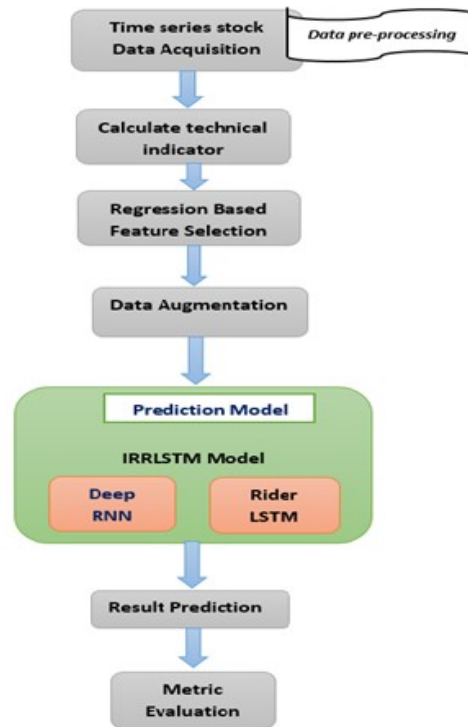 Time series stock
Data Acquisition
Data pre-processing
Calculate technical
indicator
Regression Based
Feature Selection
Data Augmentation
Prediction Model
IRRLSTM Model
Deep
RNN
Rider
LSTM
Result Prediction
Metric
Evaluation